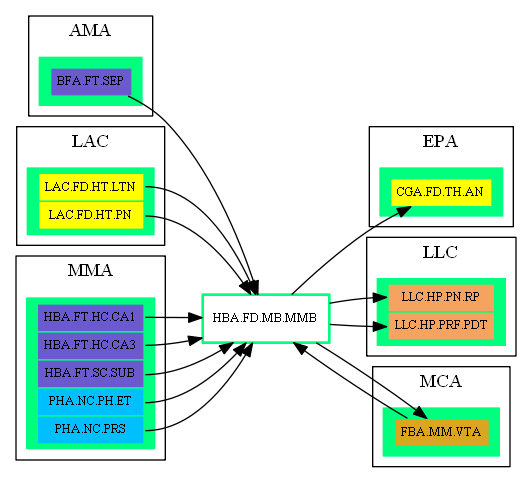 AMA
BFA.FT.SEP
LAC
LAC.FD.HT.LTN
LAC.FD.HT.PN
MMA
HBA.FT.HC.CA1
HBA.FT.HC.CA3
HBA.FT.SC.SUB
PHA.NC.PH.ET
PHA.NC.PRS
HBA.FD.MB.MMB
EPA
CGA.FD.TH.AN
LLC
LLC.HP.PN.RP
LLC.HP.PRF.PDT
MCA
FBA.MM.VTA